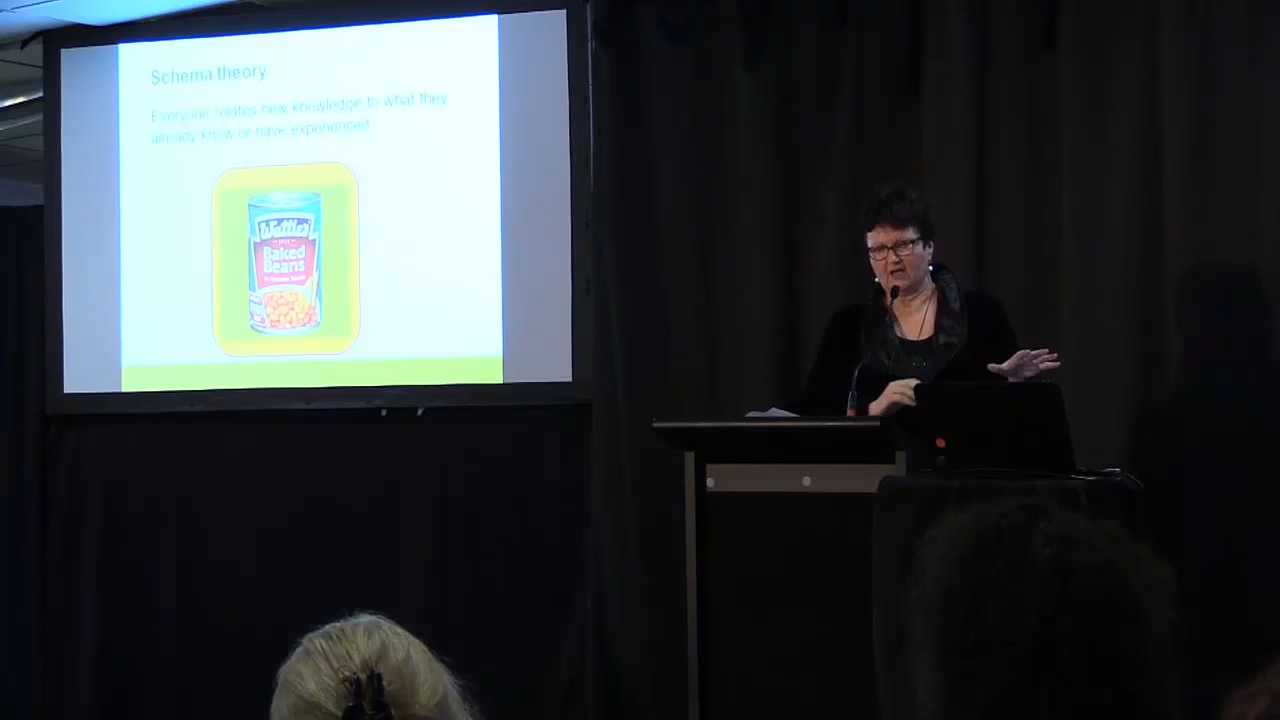 Schema theory
Everyone relates new knowledge to what they
already know or have experienced
Wattie's
Baked
Beans